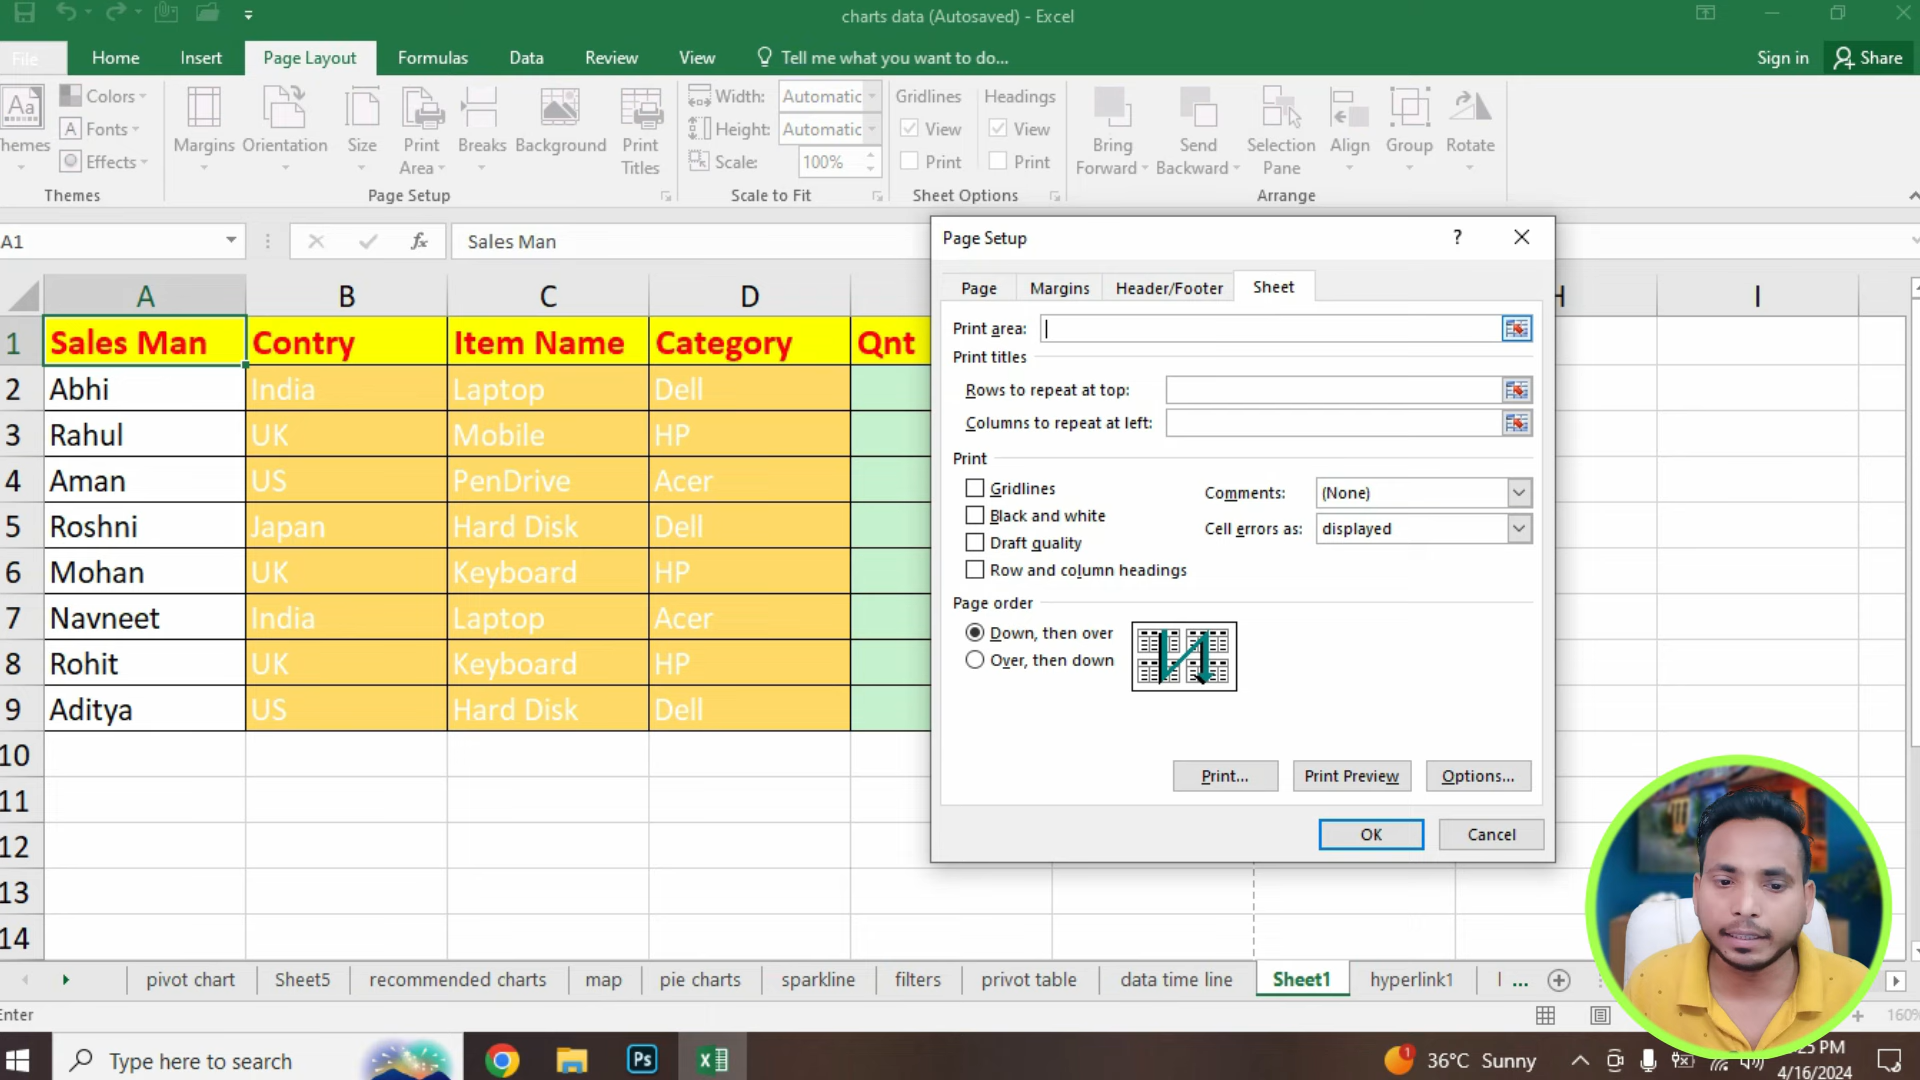 charts data (Autosaved) - Excel
File Home Insert Page Layout Formulas Data Review View Tell me what you want to do... Sign in Share
Aa Colors Margins Orientation Size Print Area Breaks Background Print Titles Width: Automatic Gridlines Headings Bring Forward Send Backward Selection Pane Align Group Rotate
Fonts Height: Automatic View View
Effects Scale: 100% Print Print
Themes Page Setup Scale to Fit Sheet Options Arrange
A1 fx Sales Man
A B C D H I
1 Sales Man Contry Item Name Category Qnt
2 Abhi India Laptop Dell
3 Rahul UK Mobile HP
4 Aman US PenDrive Acer
5 Roshni Japan Hard Disk Dell
6 Mohan UK Keyboard HP
7 Navneet India Laptop Acer
8 Rohit UK Keyboard HP
9 Aditya US Hard Disk Dell
10
11
12
13
14
Page Setup ?
Page Margins Header/Footer Sheet
Print area:
Print titles
Rows to repeat at top:
Columns to repeat at left:
Print
Gridlines Comments: (None)
Black and white
Cell errors as: displayed
Draft quality
Row and column headings
Page order
Down, then over
Over, then down
Print... Print Preview Options...
OK Cancel
pivot chart Sheet5 recommended charts map pie charts sparkline filters privot table data time line Sheet1 hyperlink1 ...
160%
Type here to search Ps 1 36°C Sunny
4/16/2024